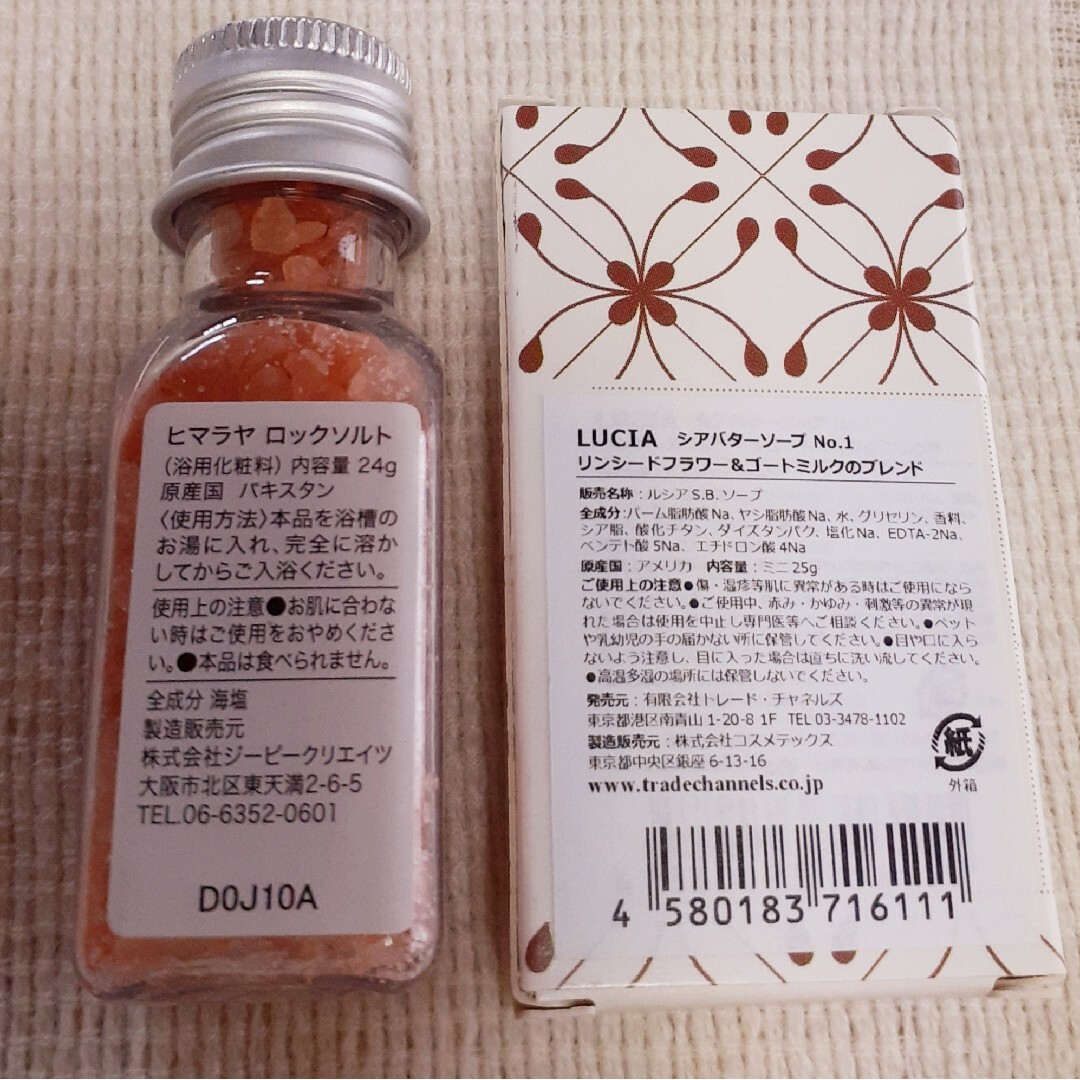 ヒマラヤ ロックソルト
（浴用化粧料）内容量 24g
原産国 パキスタン
〈使用方法〉本品を浴槽の
お湯に入れ、完全に溶か
してからご入浴ください。
使用上の注意●お肌に合わな
い時はご使用をおやめくださ
い。●本品は食べられません。
全成分 海塩
製造販売元
株式会社ジーピークリエイツ
大阪市北区東天満2-6-5
TEL.06-6352-0601
D0J10A
LUCIA シアバターソープ No.1
リンシードフラワー&ゴートミルクのブレンド
販売名称：ルシア S.B. ソープ
全成分：パーム脂肪酸 Na、ヤシ脂肪酸Na、水、グリセリン、香料、
シア脂、酸化チタン、ダイズタンパク、塩化 Na、EDTA-2Na、
ペンテト酸 5Na、エチドロン酸 4Na
原産国：アメリカ 内容量：ミニ 25g
ご使用上の注意●傷・湿疹等肌に異常がある時はご使用になら
ないでください。●ご使用中、赤み・かゆみ・刺激等の異常が現
れた場合は使用を中止し専門医等へご相談ください。●ペット
や乳幼児の手の届かない所に保管してください。●目や口に入ら
ないよう注意し、目に入った場合は直ちに洗い流してください。
●高温多湿の場所には保管しないでください。
発売元：有限会社トレード・チャネルズ
東京都港区南青山 1-20-8 1F TEL 03-3478-1102
製造販売元：株式会社コスメテックス
東京都中央区銀座 6-13-16
www.tradechannels.co.jp
紙
外箱
4 580183 716111